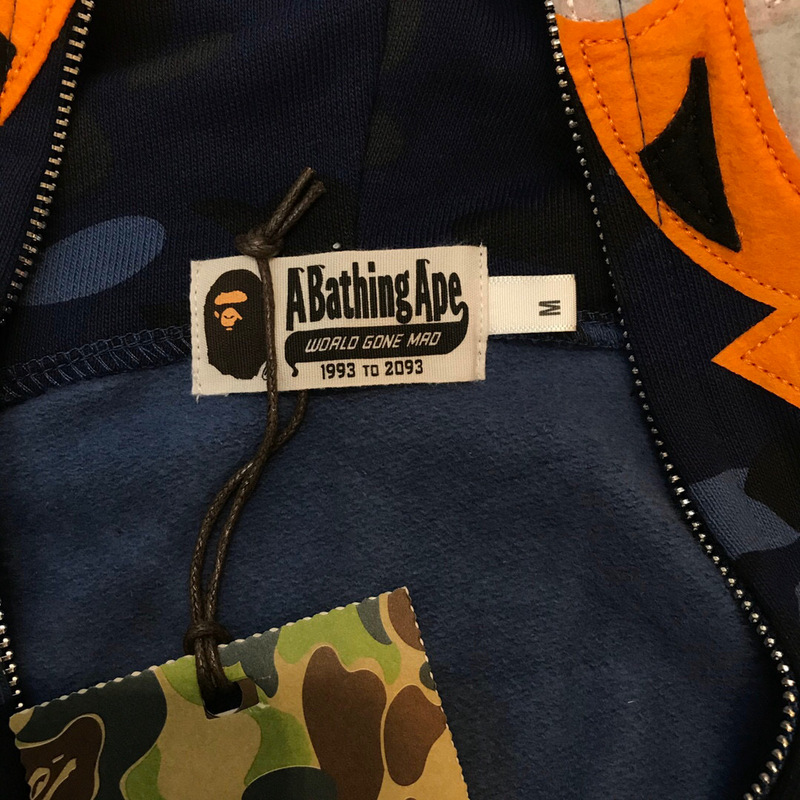 A Bathing Ape
WORLD GONE MAD
1993 TO 2093
M